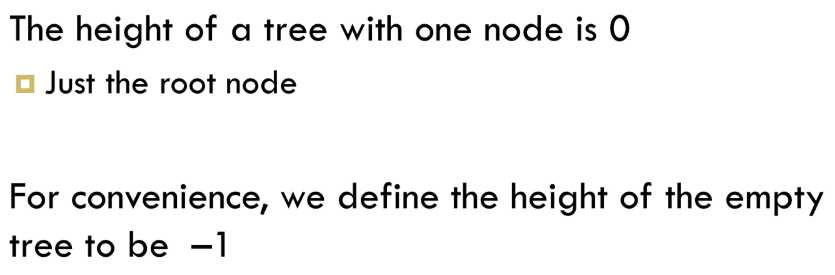 The height of a tree with one node is 0
Just the root node
For convenience, we define the height of the empty
tree to be –1